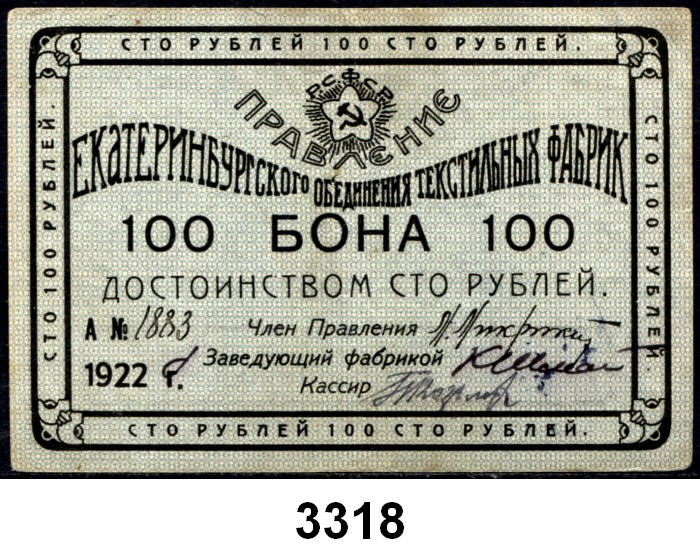 СТО РУБЛЕЙ 100 СТО РУБЛЕЙ.
РСФСР
ПРАВЛЕНИЕ
ЕКАТЕРИНБУРГСКОГО ОБЕДИНЕНИЯ ТЕКСТИЛЬНЫХ ФАБРИК
100 БОНА 100
ДОСТОИНСТВОМ СТО РУБЛЕЙ.
А № 1883 Член Правления
Заведующий фабрикой
1922 г.
Кассир
СТО 100 РУБЛЕЙ.
СТО 100 РУБЛЕЙ.
СТО РУБЛЕЙ 100 СТО РУБЛЕЙ.
3318